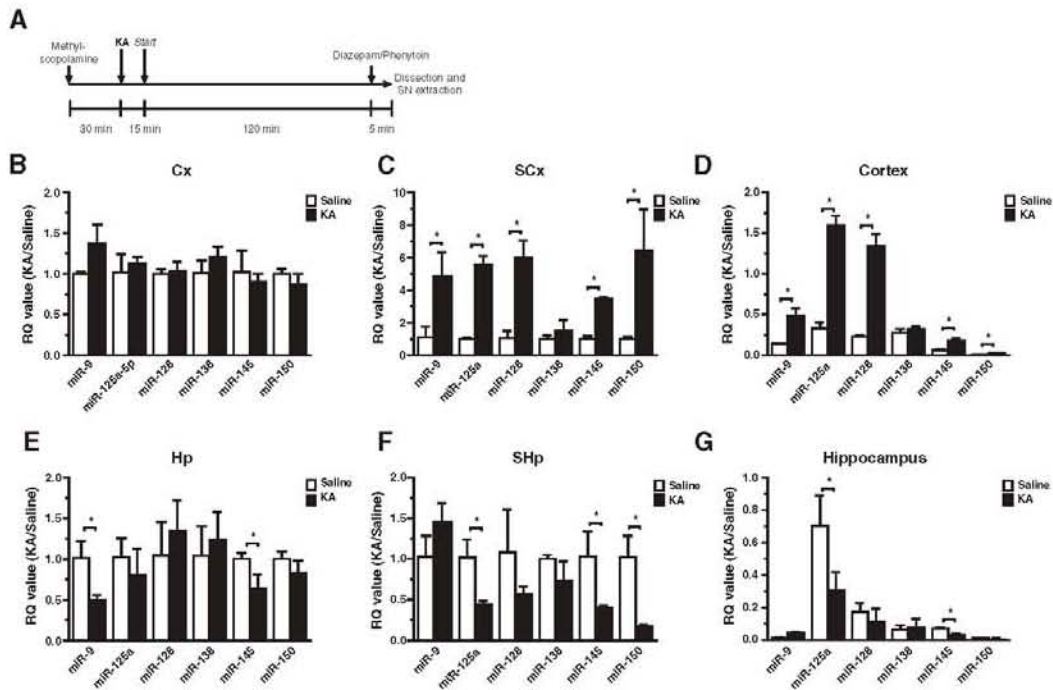 A
Methyl-
scopolamine
KA
Start
Diazepam/Phenytoin
Dissection and
SN extraction
30 min
15 min
120 min
5 min
B
Cx
RQ value (KA/Saline)
2.0
1.5
1.0
0.5
0.0
Saline
KA
miR-9
miR-125a-5p
miR-128
miR-138
miR-145
miR-150
C
SCx
RQ value (KA/Saline)
10
8
6
4
2
0
Saline
KA
*
*
*
*
*
miR-9
miR-125a
miR-128
miR-138
miR-145
miR-150
D
Cortex
RQ value (KA/Saline)
2.0
1.5
1.0
0.5
0.0
Saline
KA
*
*
*
*
*
miR-9
miR-125a
miR-128
miR-138
miR-145
miR-150
E
Hp
RQ value (KA/Saline)
2.0
1.5
1.0
0.5
0.0
Saline
KA
*
*
miR-9
miR-125a
miR-128
miR-138
miR-145
miR-150
F
SHp
RQ value (KA/Saline)
2.0
1.5
1.0
0.5
0.0
Saline
KA
*
*
*
miR-9
miR-125a
miR-128
miR-138
miR-145
miR-150
G
Hippocampus
RQ value (KA/Saline)
1.0
0.8
0.6
0.4
0.2
0.0
Saline
KA
*
*
miR-9
miR-125a
miR-128
miR-138
miR-145
miR-150